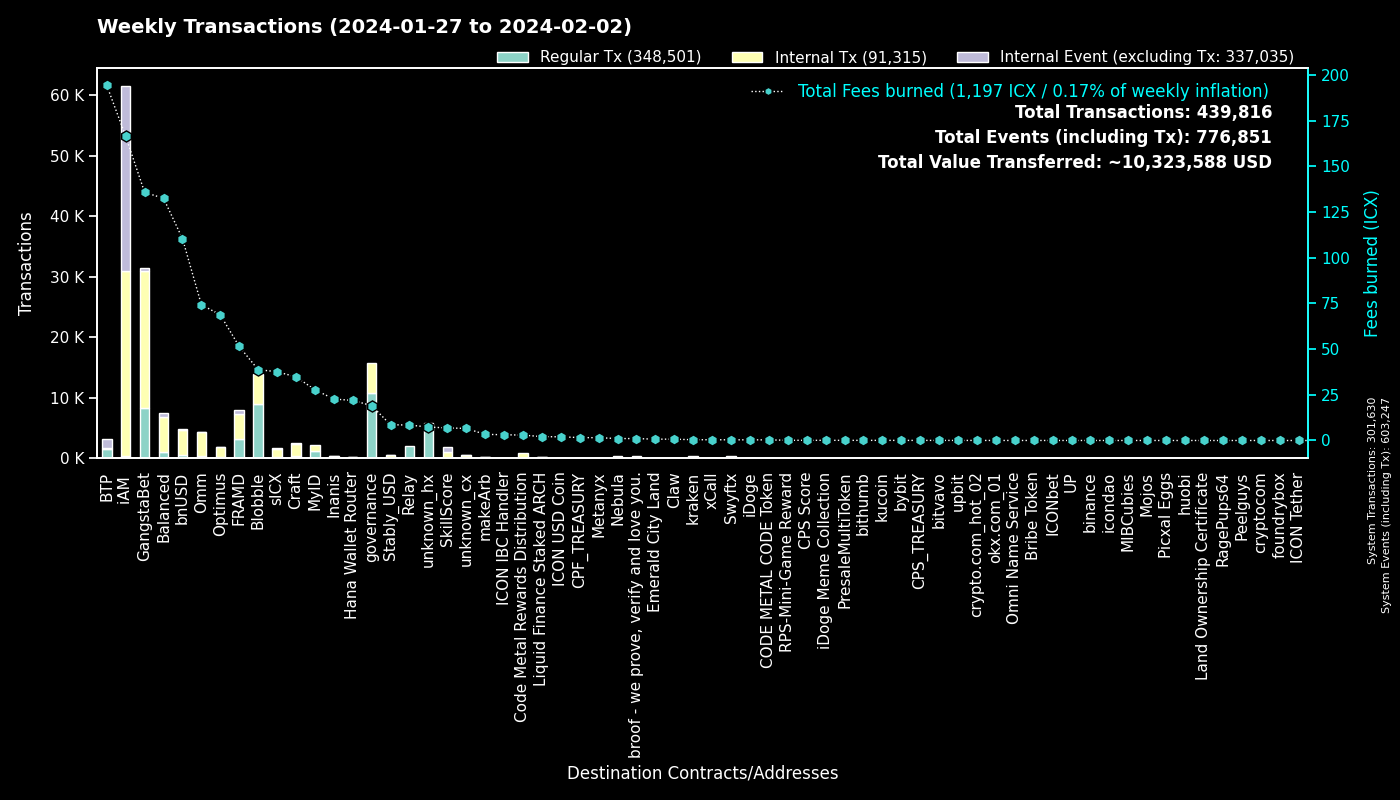 Weekly Transactions (2024-01-27 to 2024-02-02)
Regular Tx (348,501)
Internal Tx (91,315)
Internal Event (excluding Tx: 337,035)
Total Fees burned (1,197 ICX / 0.17% of weekly inflation)
Total Transactions: 439,816
Total Events (including Tx): 776,851
Total Value Transferred: ~10,323,588 USD
Transactions
60 K
50 K
40 K
30 K
20 K
10 K
0 K
200
175
150
125
100
75
50
25
0
Fees burned (ICX)
System Transactions: 301,630
System Events (including Tx): 603,247
BTP
iAM
GangstaBet
Balanced
bnUSD
Omm
Optimus
FRAMD
Blobble
sICX
Craft
MyID
Inanis
Hana Wallet Router
governance
Stably_USD
Relay
unknown_hx
SkillScore
unknown_cx
makeArb
ICON IBC Handler
Code Metal Rewards Distribution
Liquid Finance Staked ARCH
ICON USD Coin
CPF_TREASURY
Metanyx
Nebula
broof - we prove, verify and love you.
Emerald City Land
Claw
kraken
xCall
Swyftx
iDoge
CODE METAL CODE Token
RPS-Mini-Game Reward
CPS Score
iDoge Meme Collection
PresaleMultiToken
bithumb
kucoin
bybit
CPS_TREASURY
bitvavo
upbit
crypto.com_hot_02
okx.com_01
Omni Name Service
Bribe Token
ICONbet
UP
binance
icondao
MIBCubies
Mojos
Picxal Eggs
huobi
Land Ownership Certificate
RagePups64
Peelguys
cryptocom
foundrybox
ICON Tether
Destination Contracts/Addresses